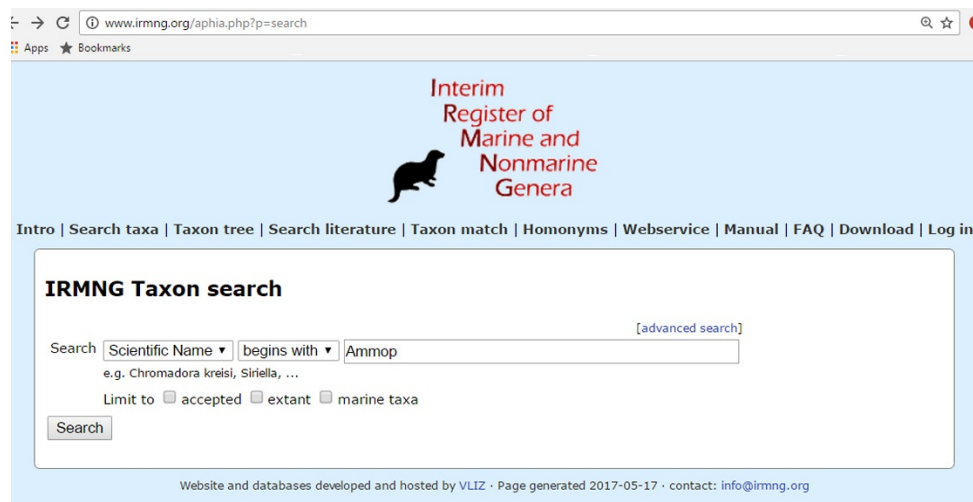 www.irmng.org/aphia.php?p=search
Apps Bookmarks
Interim
Register of
Marine and
Nonmarine
Genera
Intro | Search taxa | Taxon tree | Search literature | Taxon match | Homonyms | Webservice | Manual | FAQ | Download | Log in
IRMNG Taxon search
[advanced search]
Search Scientific Name begins with Ammop
e.g. Chromadora kreisi, Siriella, ...
Limit to accepted extant marine taxa
Search
Website and databases developed and hosted by VLIZ · Page generated 2017-05-17 · contact: info@irmng.org